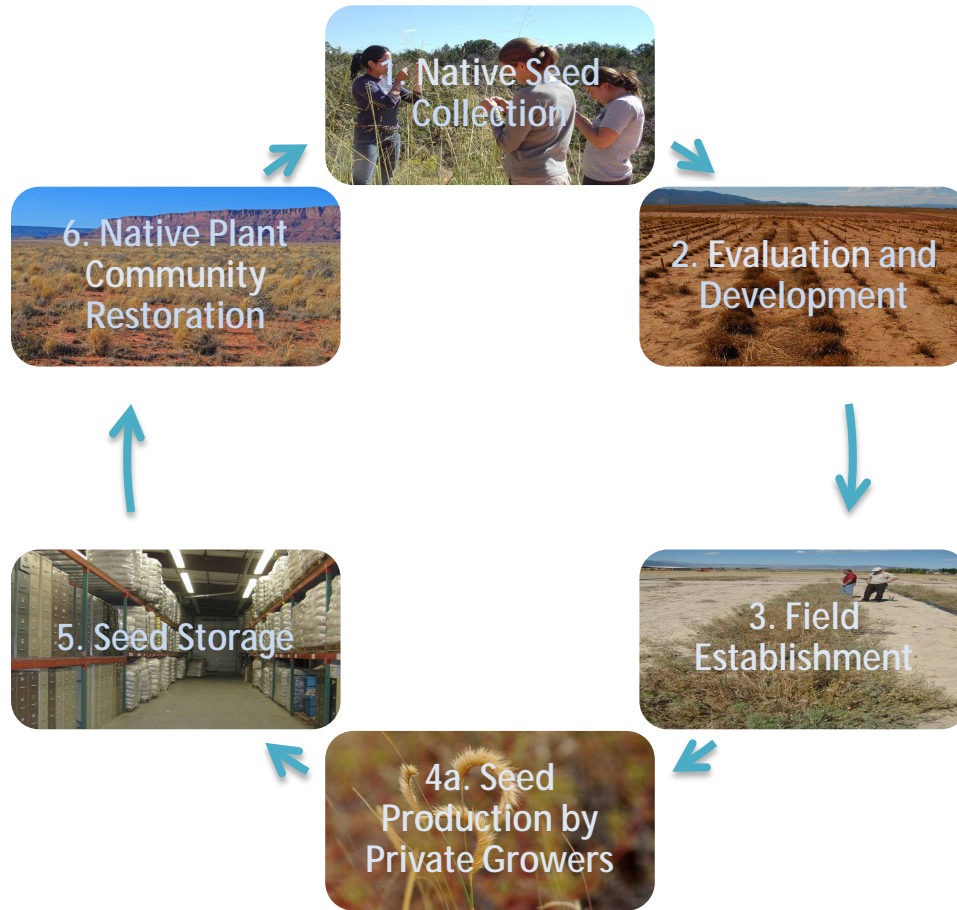 1. Native Seed
Collection
2. Evaluation and
Development
3. Field
Establishment
4a. Seed
Production by
Private Growers
5. Seed Storage
6. Native Plant
Community
Restoration